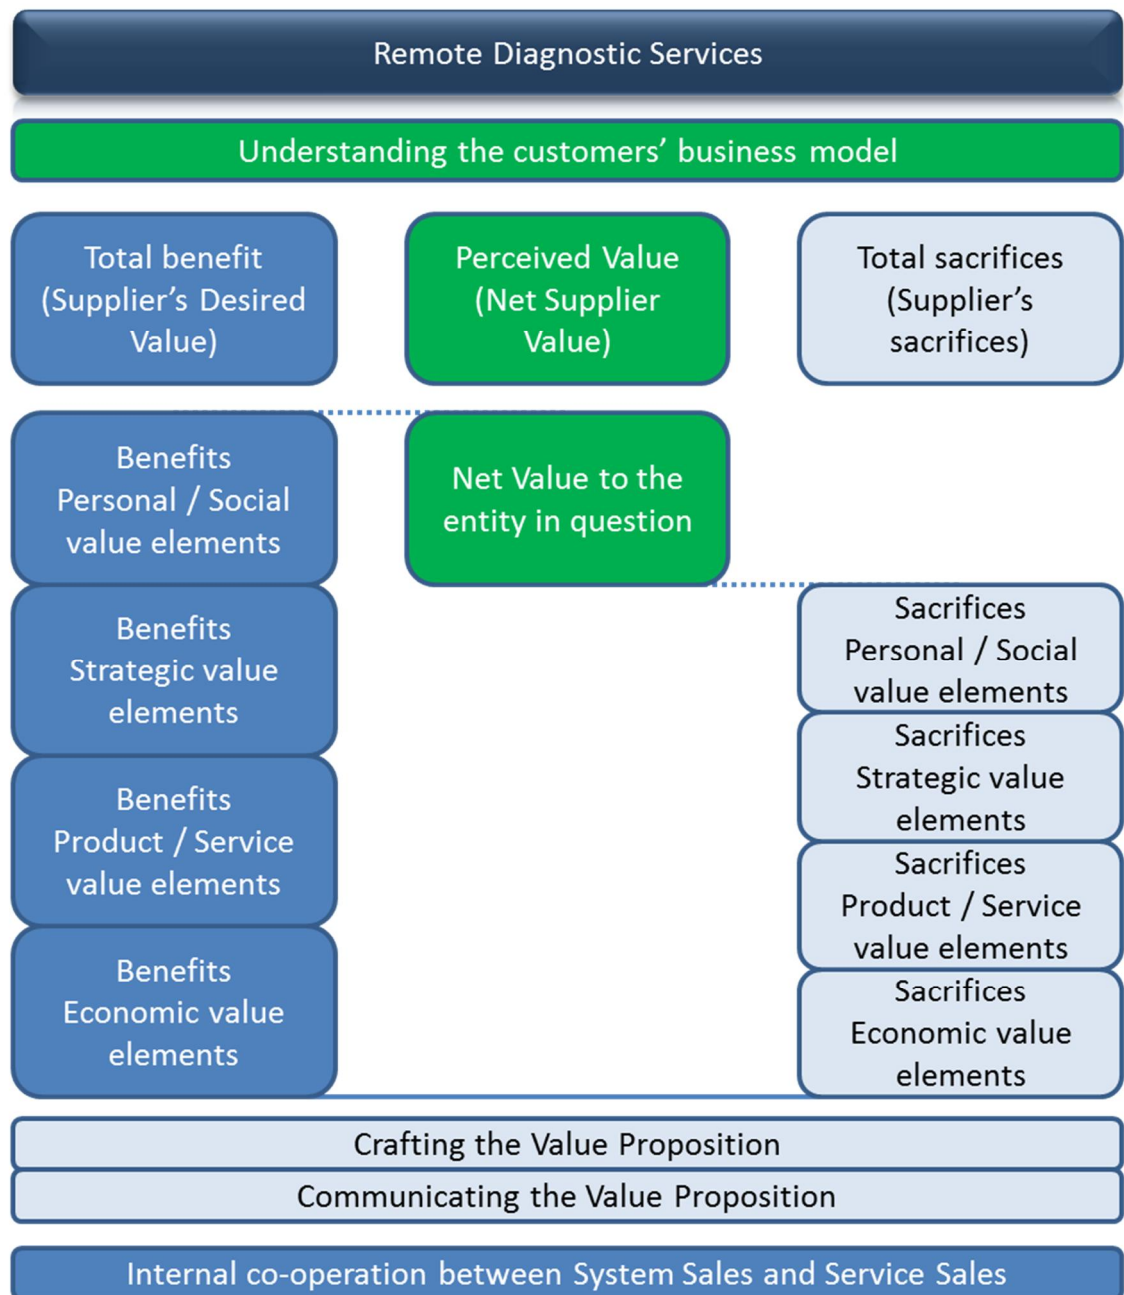 Remote Diagnostic Services
Understanding the customers’ business model
Total benefit
(Supplier’s Desired
Value)
Perceived Value
(Net Supplier
Value)
Total sacrifices
(Supplier’s
sacrifices)
Benefits
Personal / Social
value elements
Benefits
Strategic value
elements
Benefits
Product / Service
value elements
Benefits
Economic value
elements
Net Value to the
entity in question
Sacrifices
Personal / Social
value elements
Sacrifices
Strategic value
elements
Sacrifices
Product / Service
value elements
Sacrifices
Economic value
elements
Crafting the Value Proposition
Communicating the Value Proposition
Internal co-operation between System Sales and Service Sales